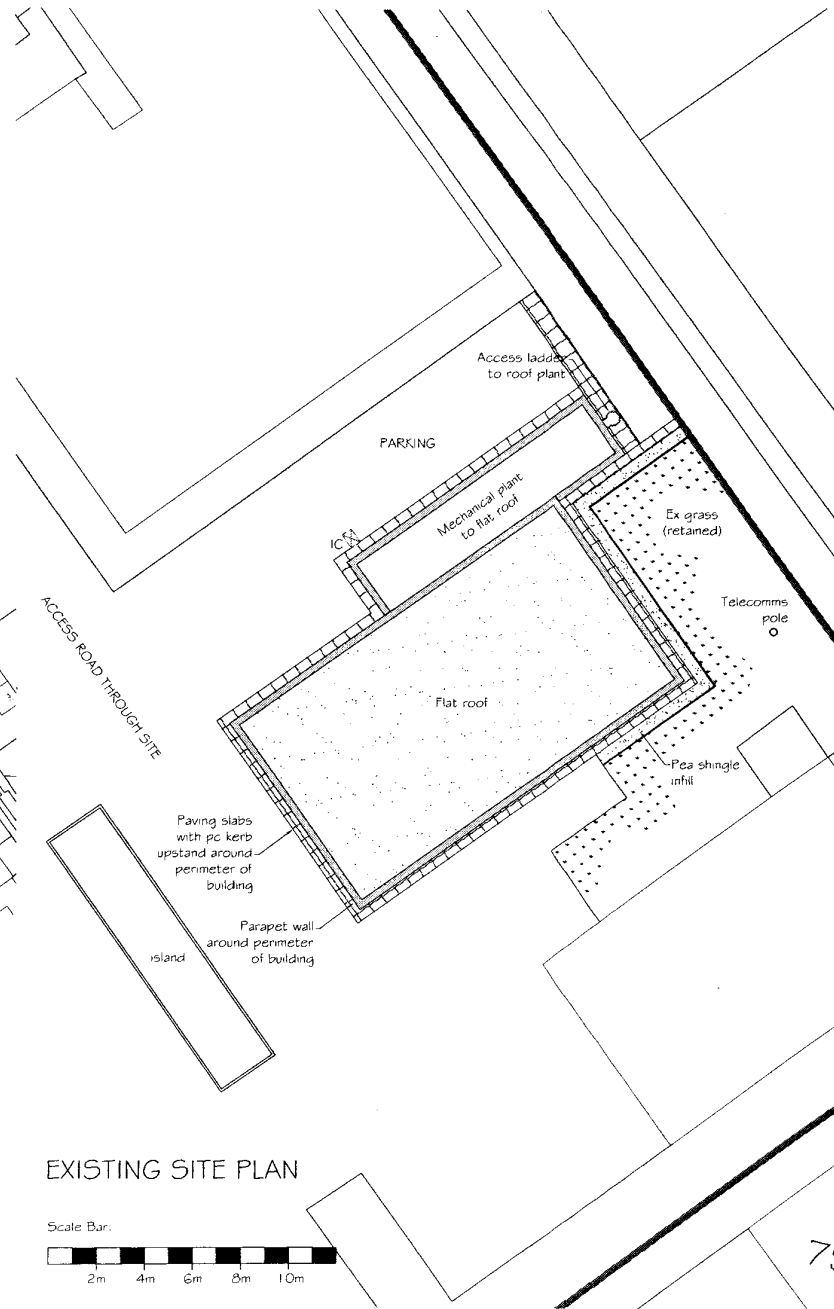 Access ladder
to roof plant
PARKING
Mechanical plant
to flat roof
Ex grass
(retained)
IC
Telecomms
pole
ACCESS ROAD THROUGH SITE
Flat roof
Pea shingle
infill
Paving slabs
with pc kerb
upstand around
perimeter of
building
Parapet wall
around perimeter
of building
island
EXISTING SITE PLAN
Scale Bar:
2m 4m 6m 8m 10m